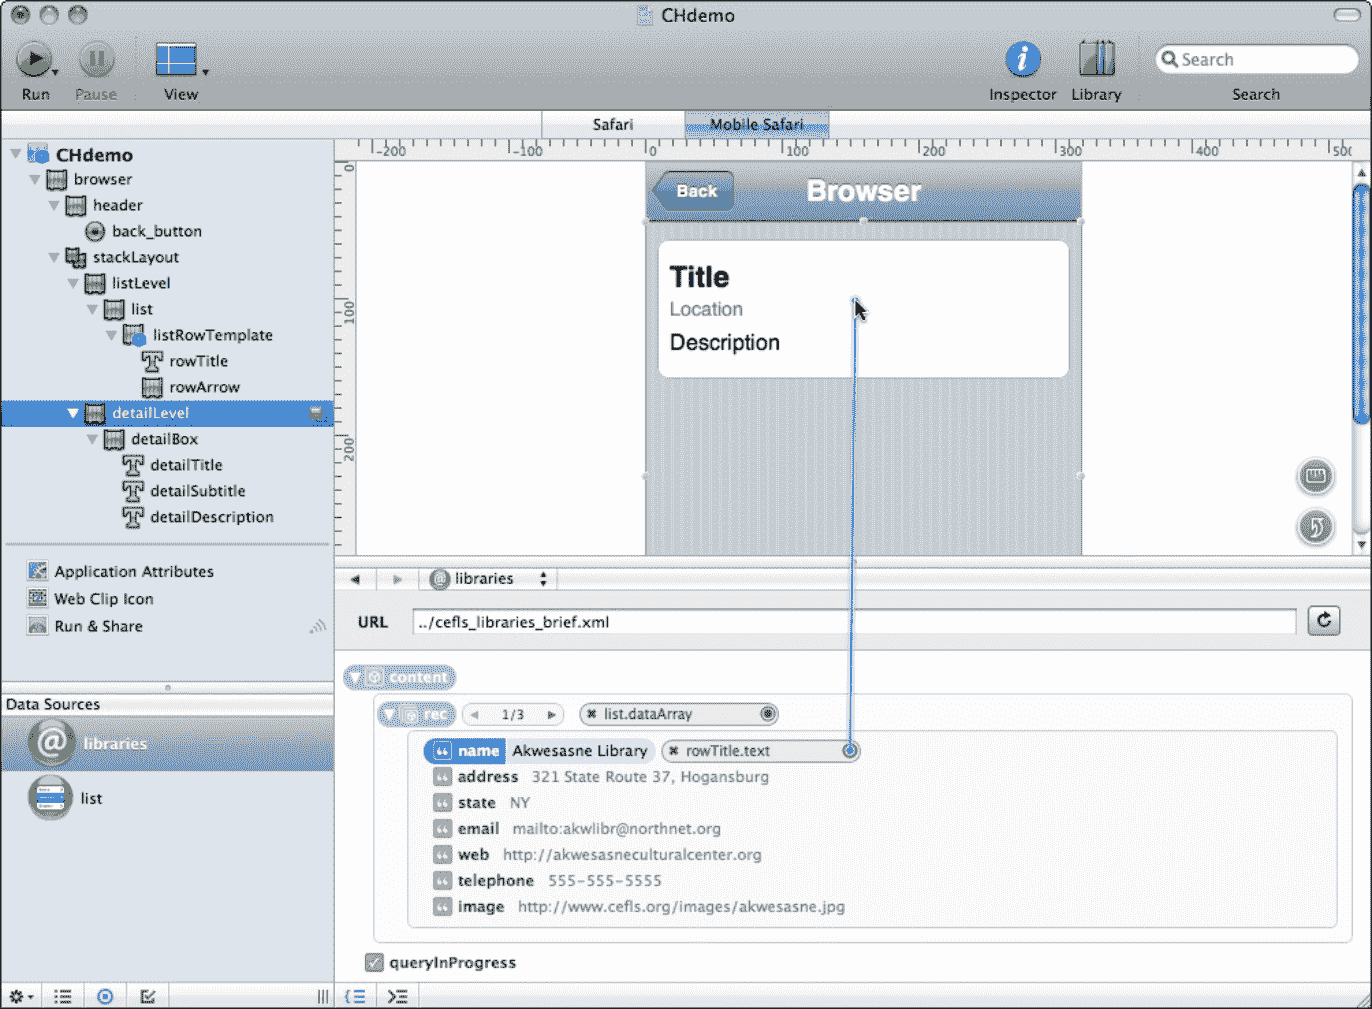 CHdemo
Run Pause View Inspector Library Search
Search
Safari Mobile Safari
CHdemo
browser
header
back_button
stackLayout
listLevel
list
listRowTemplate
rowTitle
rowArrow
detailLevel
detailBox
detailTitle
detailSubtitle
detailDescription
Application Attributes
Web Clip Icon
Run & Share
Data Sources
libraries
list
-200 -100 0 100 200 300 400 500
0
100
200
Back Browser
Title
Location
Description
libraries
URL ../cefls_libraries_brief.xml
content
rec 1/3 list.dataArray
name Akwesasne Library rowTitle.text
address 321 State Route 37, Hogansburg
state NY
email mailto:akwlibr@northnet.org
web http://akwesasneculturalcenter.org
telephone 555-555-5555
image http://www.cefls.org/images/akwesasne.jpg
queryInProgress